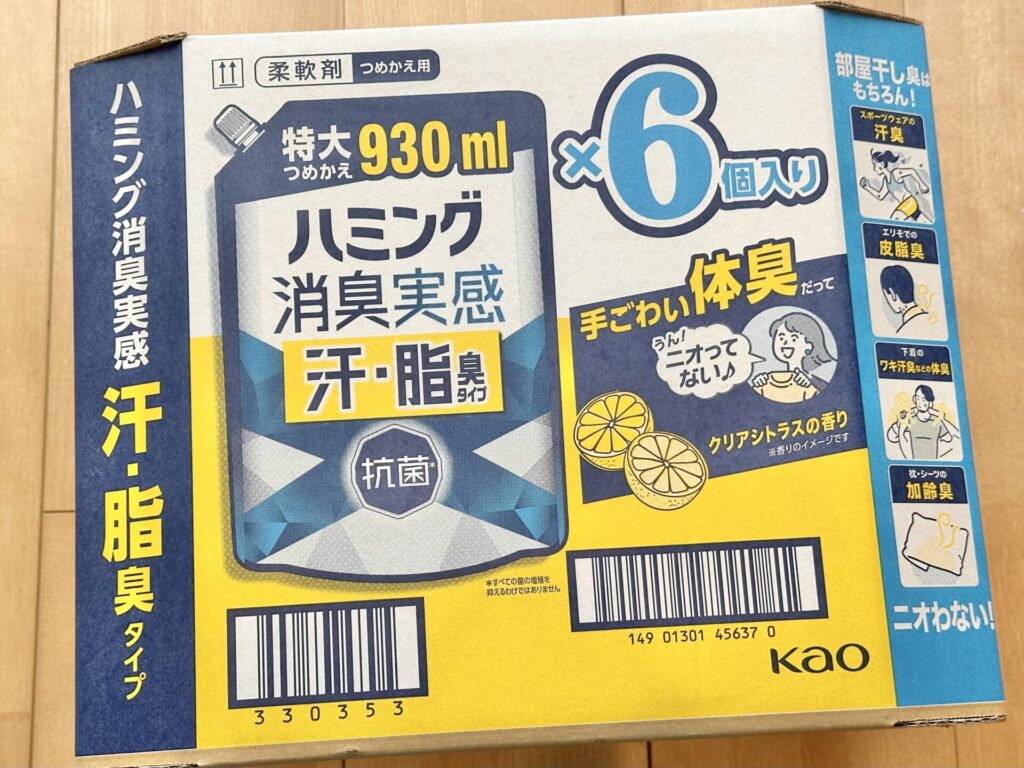 ハミング消臭実感
汗・脂臭タイプ
柔軟剤 つめかえ用
特大
つめかえ
930ml
ハミング
消臭実感
汗・脂臭タイプ
抗菌*
×6個入り
手ごわい体臭だって
うん!
ニオって
ない♪
クリアシトラスの香り
※香りのイメージです
*すべての菌の増殖を
抑えるわけではありません
330353
149 01301 45637 0
Kao
部屋干し臭は
もちろん!
スポーツウェアの
汗臭
エリそでの
皮脂臭
下着の
ワキ汗臭などの体臭
枕・シーツの
加齢臭
ニオわない!